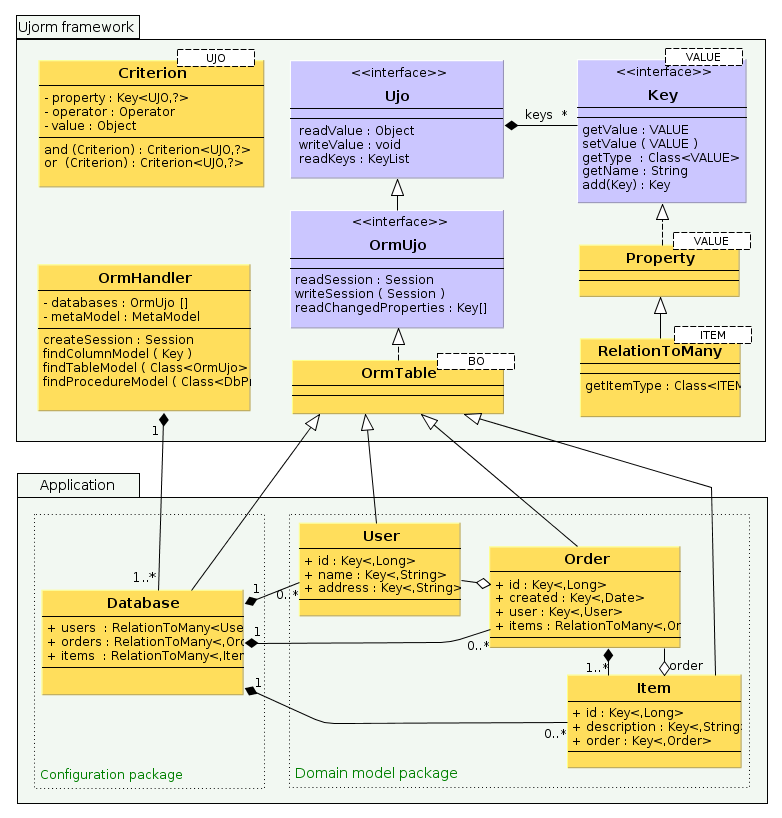 Ujorm framework
UJO
Criterion
- property : Key<UJO,?>
- operator : Operator
- value : Object
and (Criterion) : Criterion<UJO,?>
or (Criterion) : Criterion<UJO,?>
<<interface>>
Ujo
readValue : Object
writeValue : void
readKeys : KeyList
keys *
VALUE
<<interface>>
Key
getValue : VALUE
setValue ( VALUE )
getType : Class<VALUE>
getName : String
add(Key) : Key
<<interface>>
OrmUjo
readSession : Session
writeSession ( Session )
readChangedProperties : Key[]
VALUE
Property
OrmHandler
- databases : OrmUjo []
- metaModel : MetaModel
createSession : Session
findColumnModel ( Key )
findTableModel ( Class<OrmUjo>
findProcedureModel ( Class<DbPr
BO
OrmTable
ITEM
RelationToMany
getItemType : Class<ITEM
1
Application
1..*
User
+ id : Key<,Long>
+ name : Key<,String>
+ address : Key<,String>
Order
+ id : Key<,Long>
+ created : Key<,Date>
+ user : Key<,User>
+ items : RelationToMany<,Or
Database
+ users : RelationToMany<Use
+ orders : RelationToMany<,Ord
+ items : RelationToMany<,Iter
1
0..*
1
0..*
1
0..*
1..*
order
Item
+ id : Key<,Long>
+ description : Key<,String>
+ order : Key<,Order>
Configuration package
Domain model package